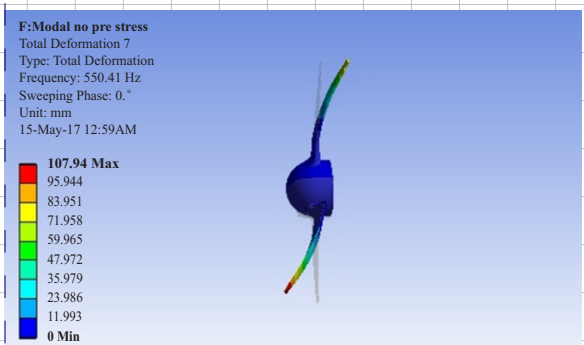 F:Modal no pre stress
Total Deformation 7
Type: Total Deformation
Frequency: 550.41 Hz
Sweeping Phase: 0.°
Unit: mm
15-May-17 12:59AM
107.94 Max
95.944
83.951
71.958
59.965
47.972
35.979
23.986
11.993
0 Min